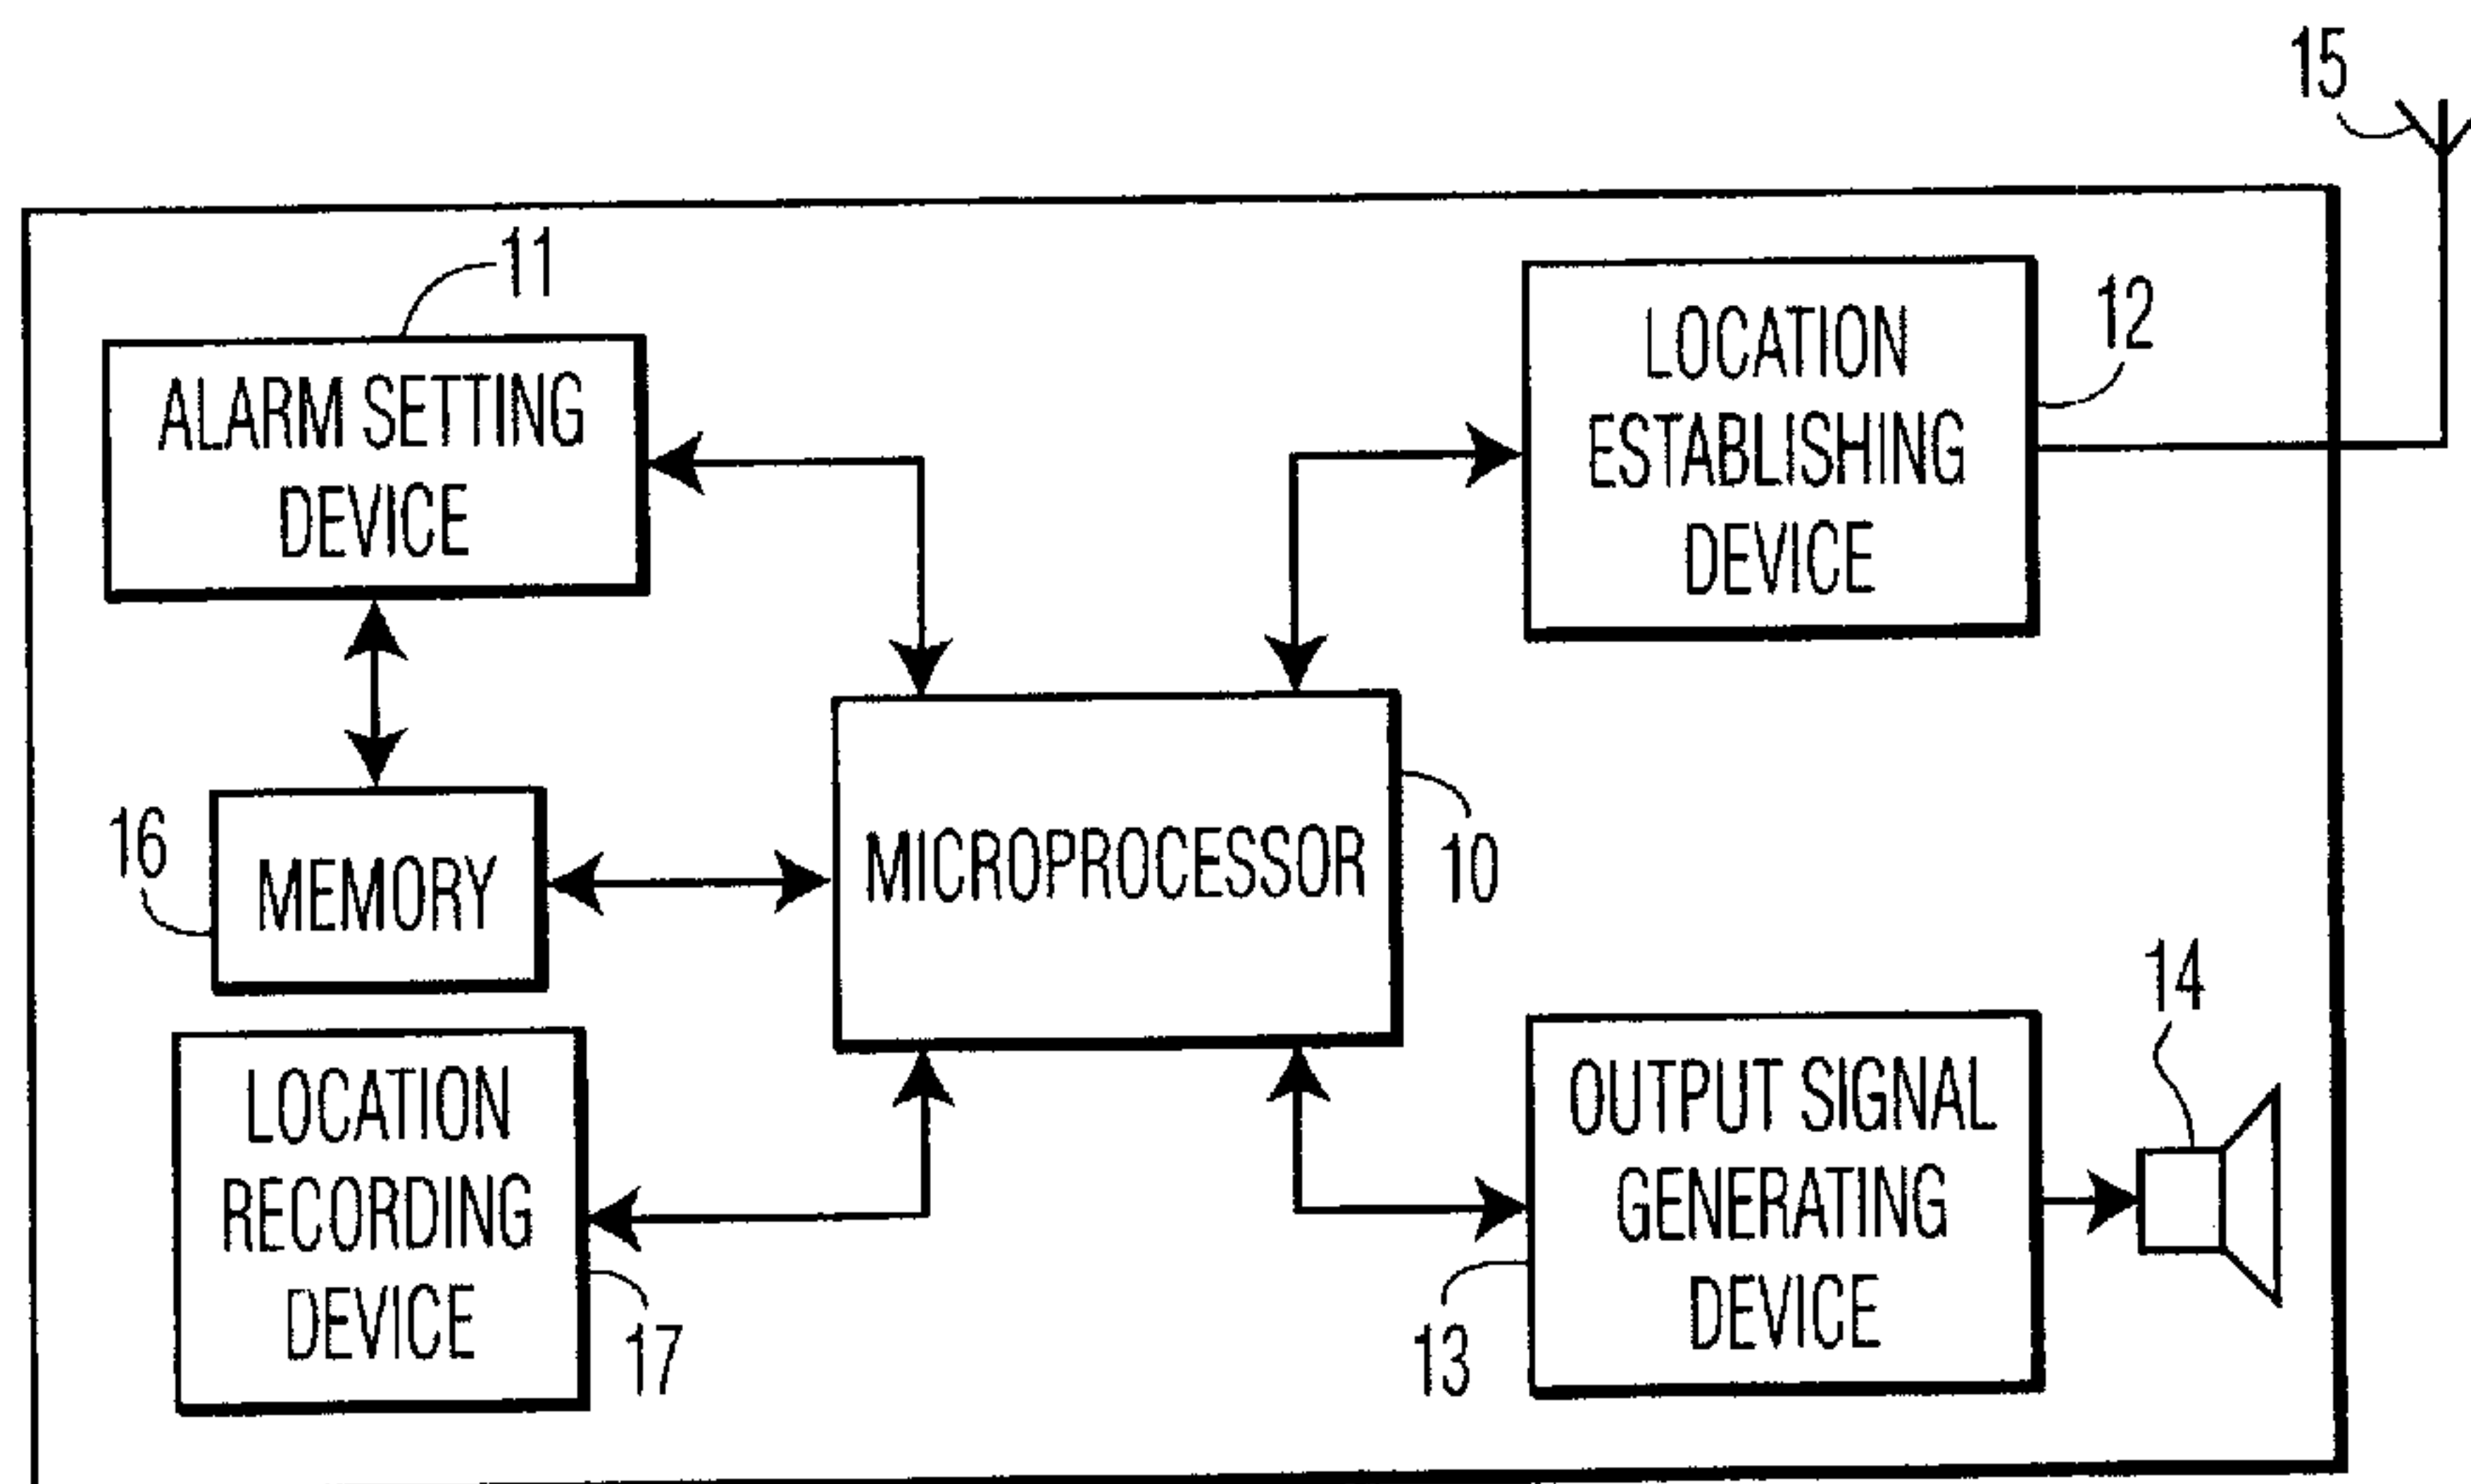 15
11
ALARM SETTING
DEVICE
LOCATION
ESTABLISHING
DEVICE
12
16
MEMORY
MICROPROCESSOR
10
LOCATION
RECORDING
DEVICE
17
OUTPUT SIGNAL
GENERATING
DEVICE
13
14